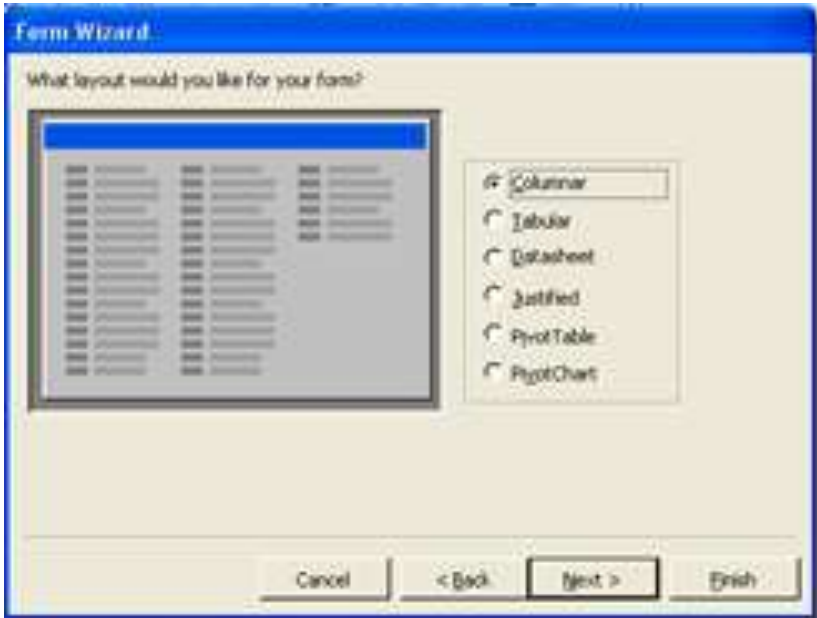 Form Wizard
What layout would you like for your form?
Columnar
Tabular
Datasheet
Justified
PivotTable
PivotChart
Cancel
< Back
Next >
Finish